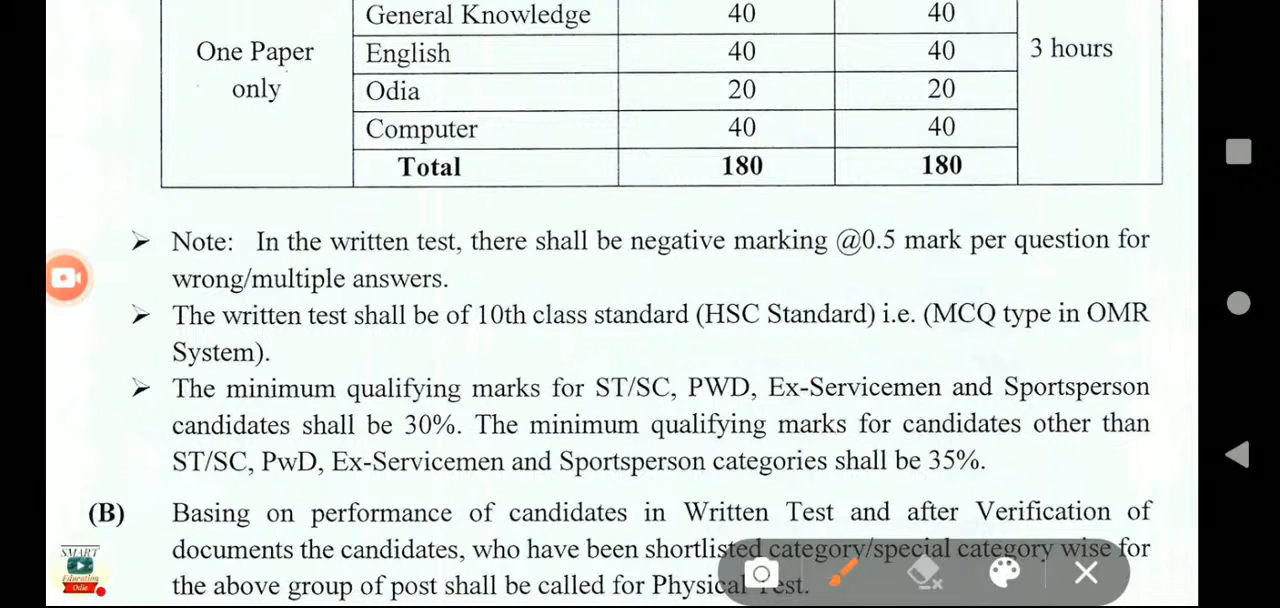 General Knowledge 40 40
One Paper only English 40 40 3 hours
Odia 20 20
Computer 40 40
Total 180 180
➢ Note: In the written test, there shall be negative marking @0.5 mark per question for
wrong/multiple answers.
➢ The written test shall be of 10th class standard (HSC Standard) i.e. (MCQ type in OMR
System).
➢ The minimum qualifying marks for ST/SC, PWD, Ex-Servicemen and Sportsperson
candidates shall be 30%. The minimum qualifying marks for candidates other than
ST/SC, PwD, Ex-Servicemen and Sportsperson categories shall be 35%.
(B) Basing on performance of candidates in Written Test and after Verification of
documents the candidates, who have been shortlisted category/special category wise for
the above group of post shall be called for Physical Test.
SMART
Education
Odia